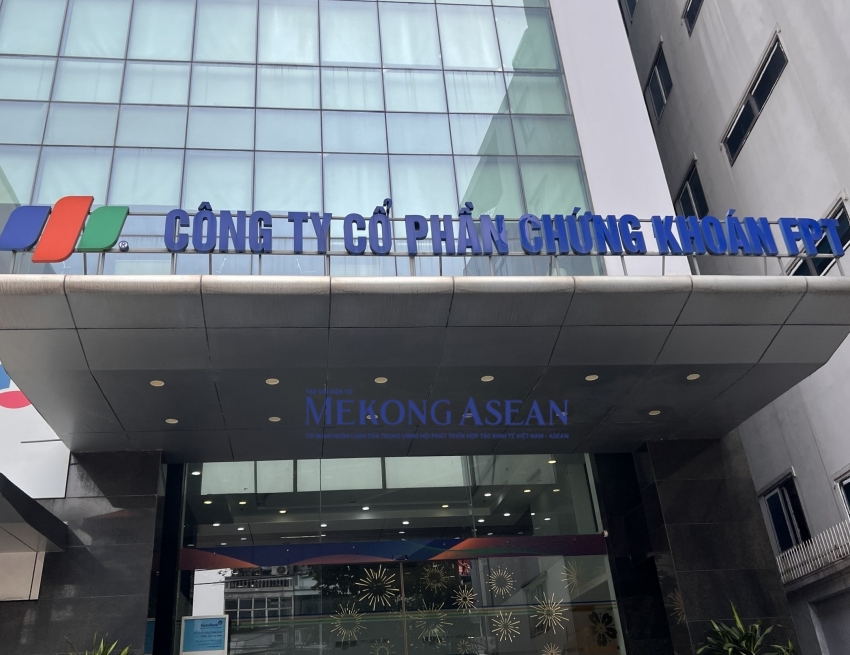 CÔNG TY CỔ PHẦN CHỨNG KHOÁN FPT
MEKONG ASEAN